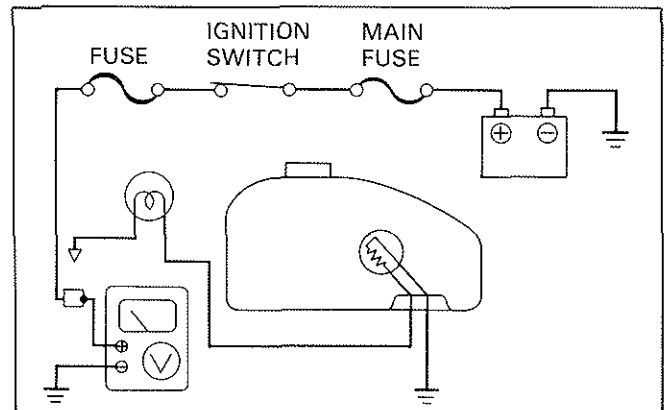 FUSE
IGNITION
SWITCH
MAIN
FUSE
+
−
+
−
V